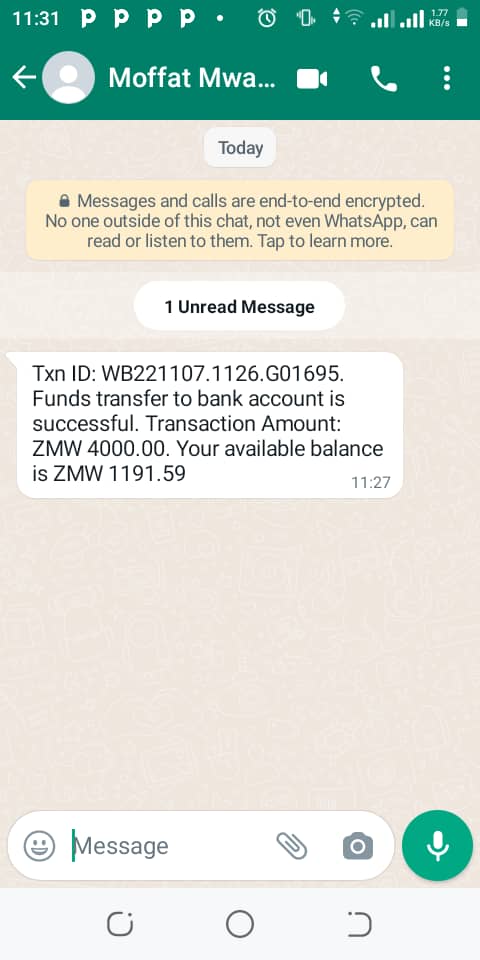 11:31
1.77
KB/s
Moffat Mwa...
Today
Messages and calls are end-to-end encrypted.
No one outside of this chat, not even WhatsApp, can
read or listen to them. Tap to learn more.
1 Unread Message
Txn ID: WB221107.1126.G01695.
Funds transfer to bank account is
successful. Transaction Amount:
ZMW 4000.00. Your available balance
is ZMW 1191.59
11:27
Message